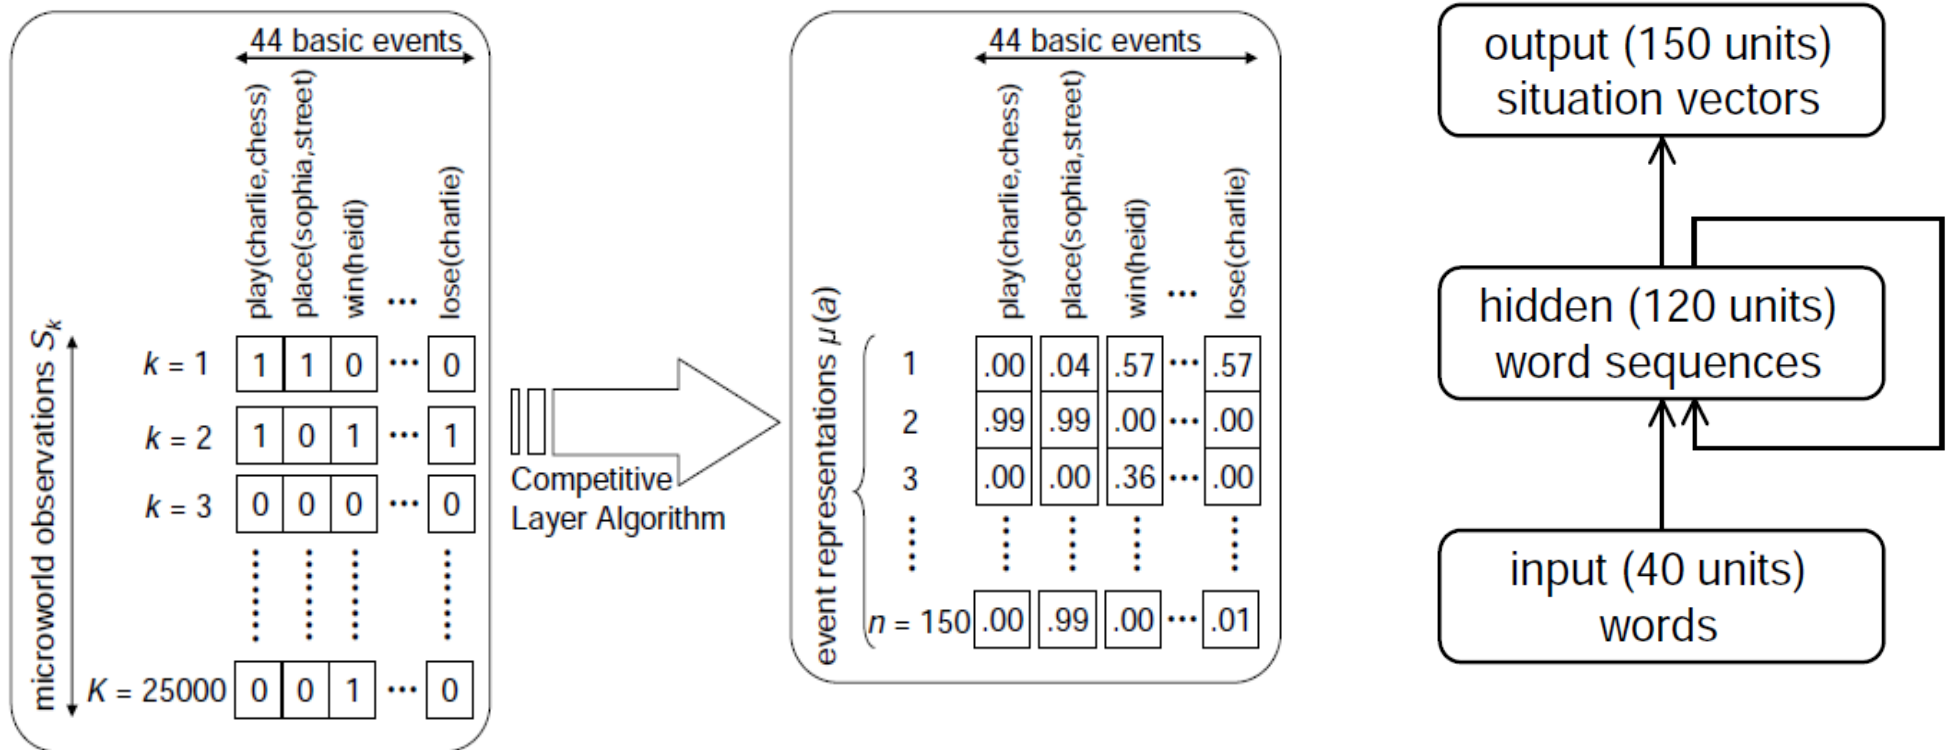 44 basic events
play(charlie,chess)
place(sophia,street)
win(heidi)
...
lose(charlie)
microworld observations Sk
k = 1 1 1 0 ... 0
k = 2 1 0 1 ... 1
k = 3 0 0 0 ... 0
K = 25000 0 0 1 ... 0
Competitive
Layer Algorithm
44 basic events
play(charlie,chess)
place(sophia,street)
win(heidi)
...
lose(charlie)
event representations μ(a)
1 .00 .04 .57 ... .57
2 .99 .99 .00 ... .00
3 .00 .00 .36 ... .00
n = 150 .00 .99 .00 ... .01
output (150 units)
situation vectors
hidden (120 units)
word sequences
input (40 units)
words